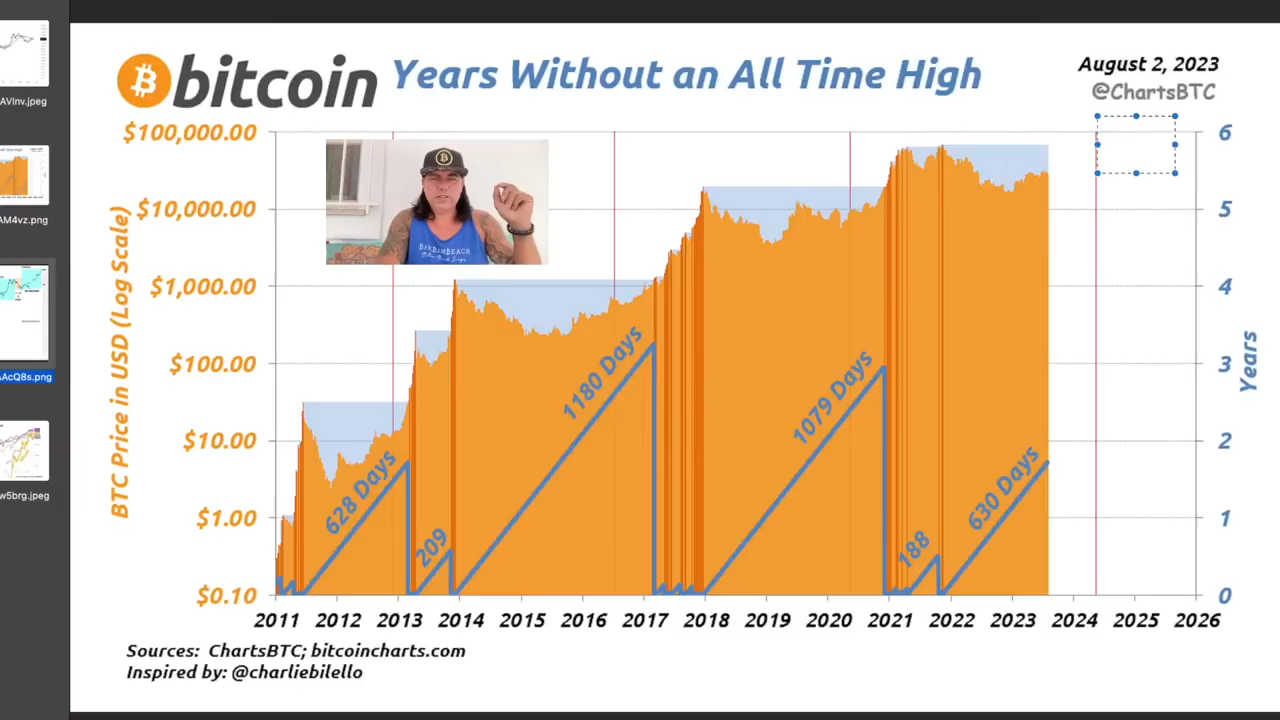 bitcoin Years Without an All Time High
August 2, 2023
@ChartsBTC
AVInv.jpeg
AM4vz.png
AcQ8s.png
w5brg.jpeg
BTC Price in USD (Log Scale)
$100,000.00
$10,000.00
$1,000.00
$100.00
$10.00
$1.00
$0.10
BARBAMBEACH
628 Days
209
1180 Days
1079 Days
188
630 Days
6
5
4
3
2
1
0
Years
2011 2012 2013 2014 2015 2016 2017 2018 2019 2020 2021 2022 2023 2024 2025 2026
Sources: ChartsBTC; bitcoincharts.com
Inspired by: @charliebilello